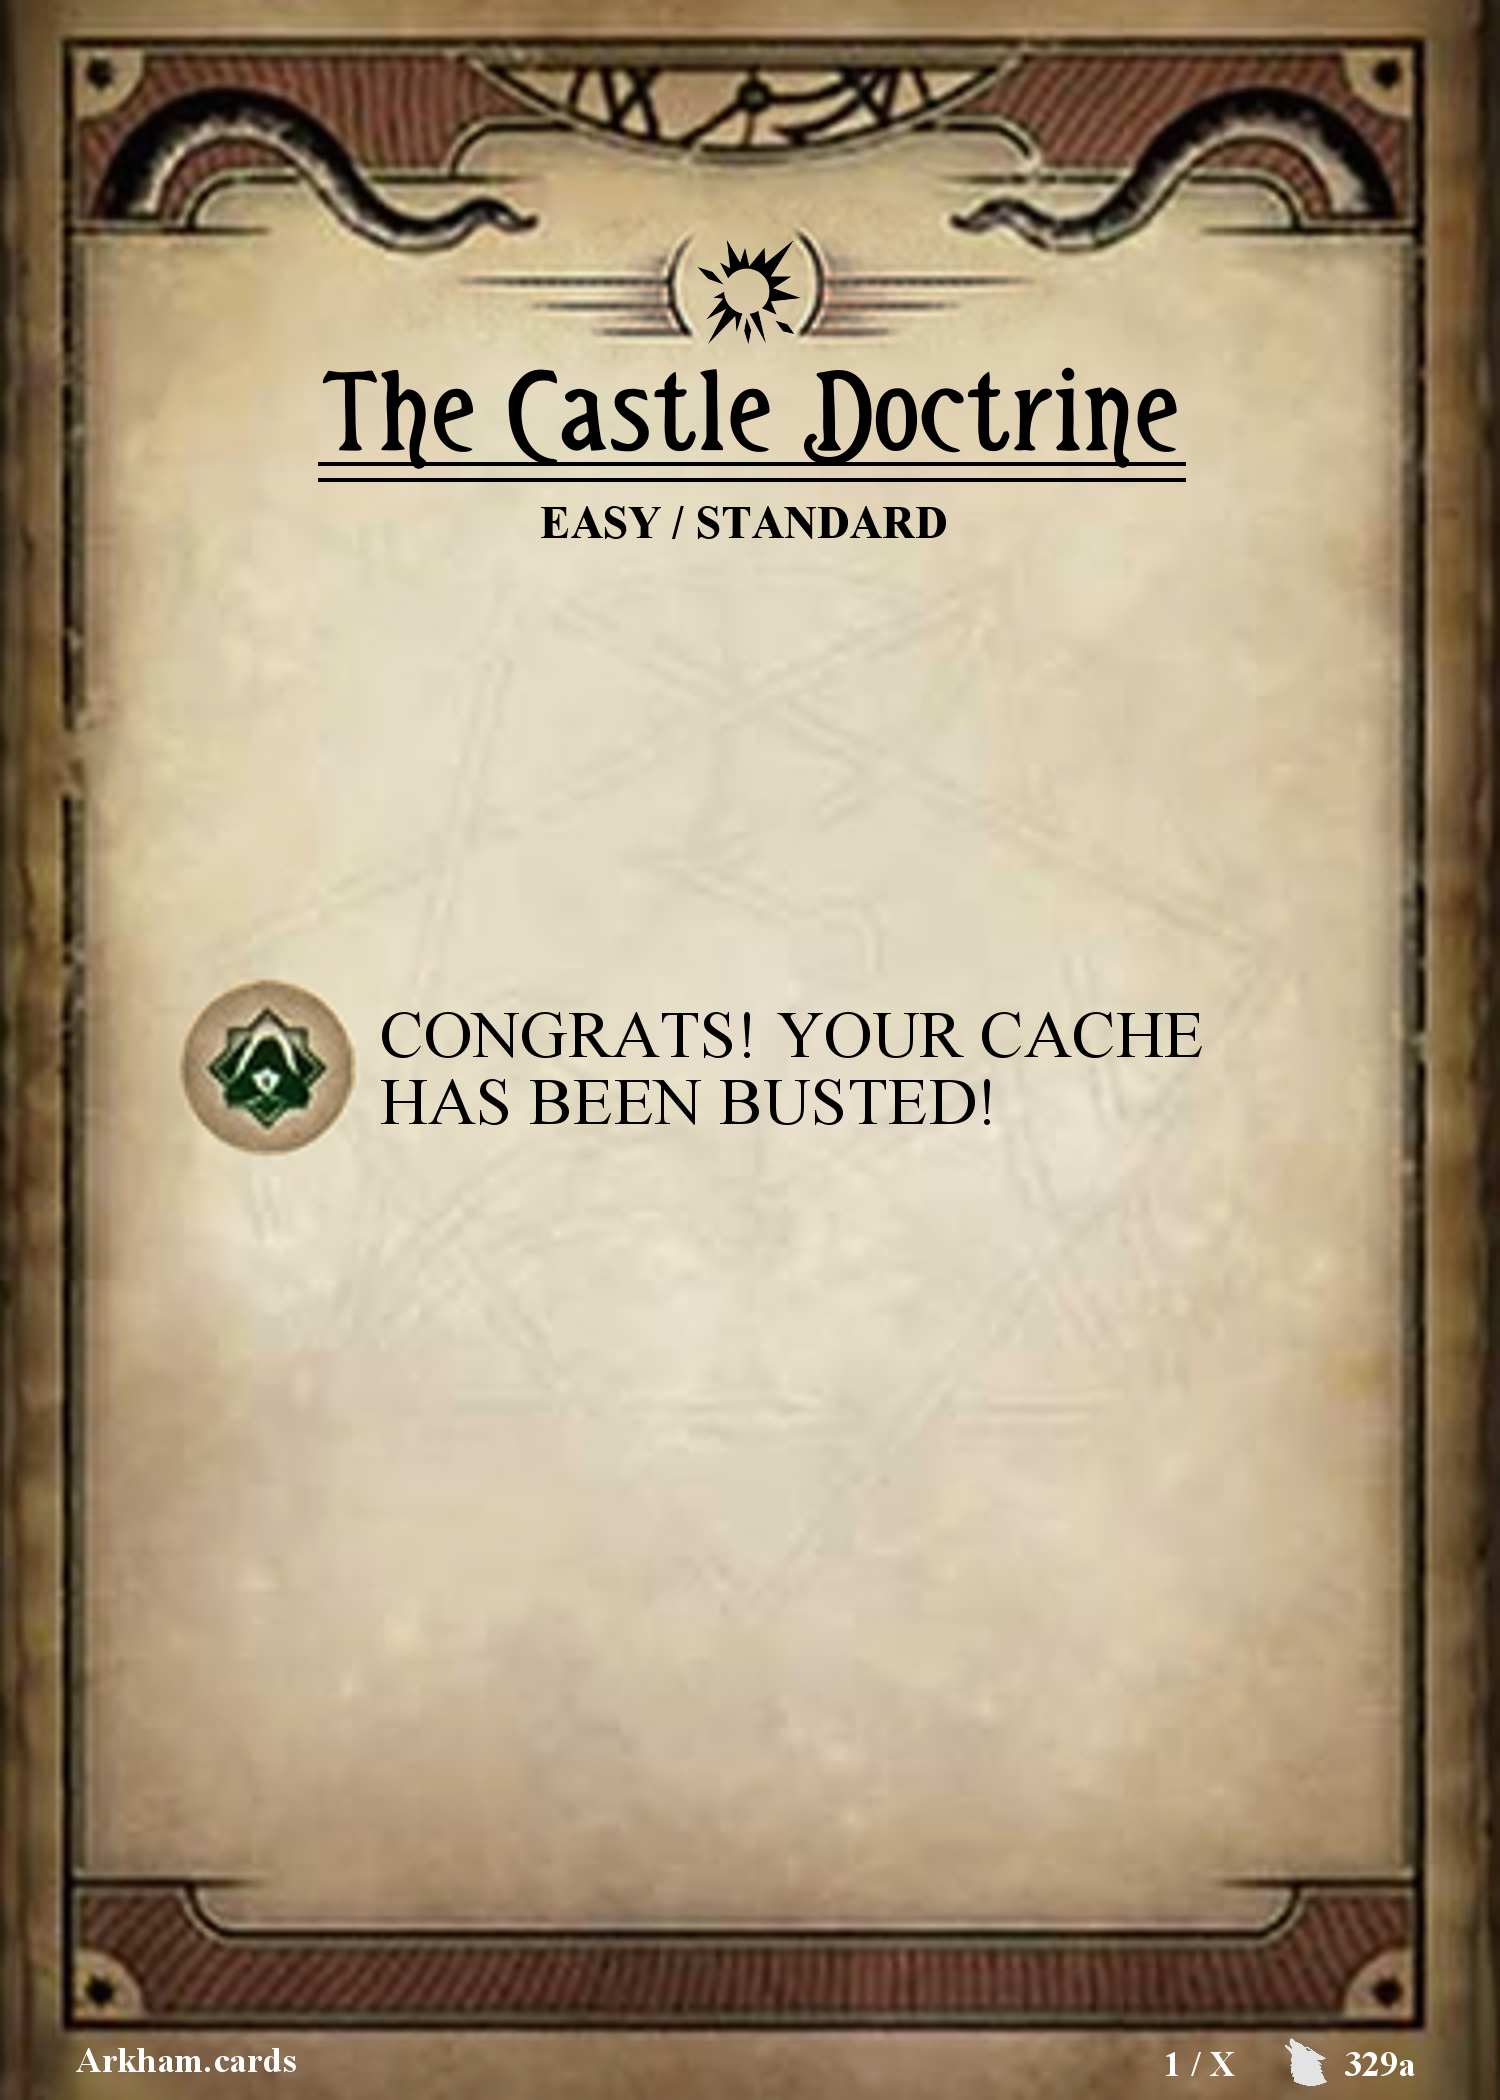 The Castle Doctrine
EASY / STANDARD
CONGRATS! YOUR CACHE
HAS BEEN BUSTED!
Arkham.cards
1 / X
329a